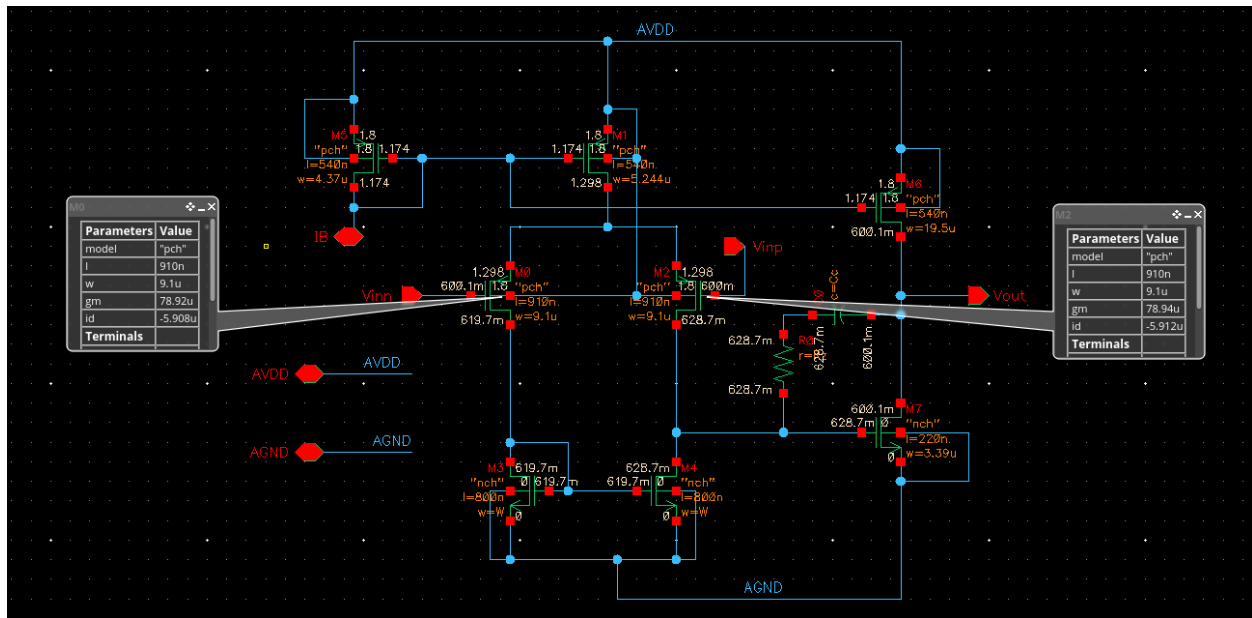 AVDD
M5
1.8
"pch"
1.8
1.174
l=540n
w=4.37u
1.174
IB
1.8
M1
"pch"
1.174
1.8
l=540n
w=5.244u
1.298
1.8
M6
"pch"
1.174
1.8
l=540n
w=19.5u
600.1m
M0
Parameters Value
model "pch"
l 910n
w 9.1u
gm 78.92u
id -5.908u
Terminals
Vinn
1.298
M0
"pch"
600.1m
1.8
l=910n
w=9.1u
619.7m
M2
1.298
"pch"
1.8
600m
l=910n
w=9.1u
628.7m
Vinp
Vout
M2
Parameters Value
model "pch"
l 910n
w 9.1u
gm 78.94u
id -5.912u
Terminals
c=Cc
628.7m
600.1m
628.7m
R0
628.7m
AVDD
AVDD
AGND
AGND
600.1m
M7
"nch"
628.7m
0
l=220n
w=3.39u
0
M3
619.7m
"nch"
0
619.7m
l=800n
w=W
0
628.7m
M4
619.7m
0
"nch"
l=800n
w=W
0
AGND